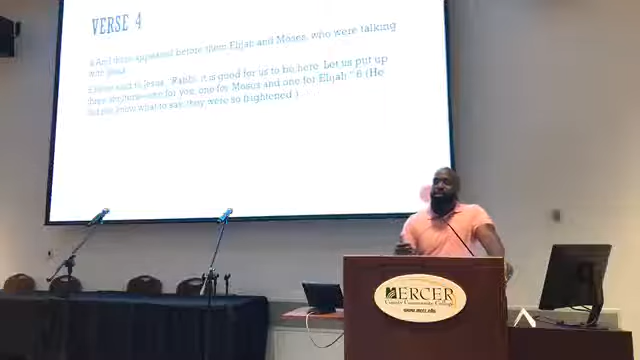 VERSE 4
4 And there appeared before them Elijah and Moses, who were talking
with Jesus.
5 Peter said to Jesus, "Rabbi, it is good for us to be here. Let us put up
three shelters—one for you, one for Moses and one for Elijah." 6 (He
did not know what to say, they were so frightened.)
MERCER
County Community College
www.mccc.edu